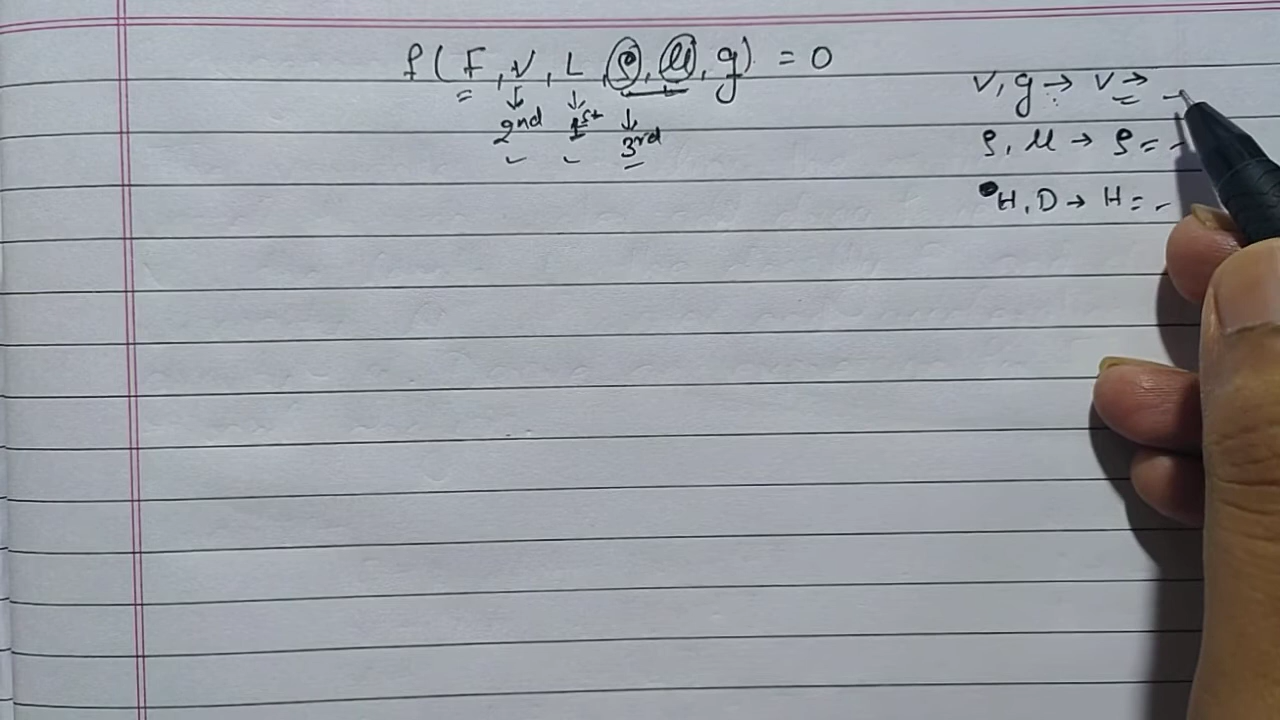 f ( F , V , L , ρ , μ , g ) = 0
↓ 2nd ↓ 1st ↓ 3rd
V, g → V →
ρ, μ → ρ = -
H, D → H = -